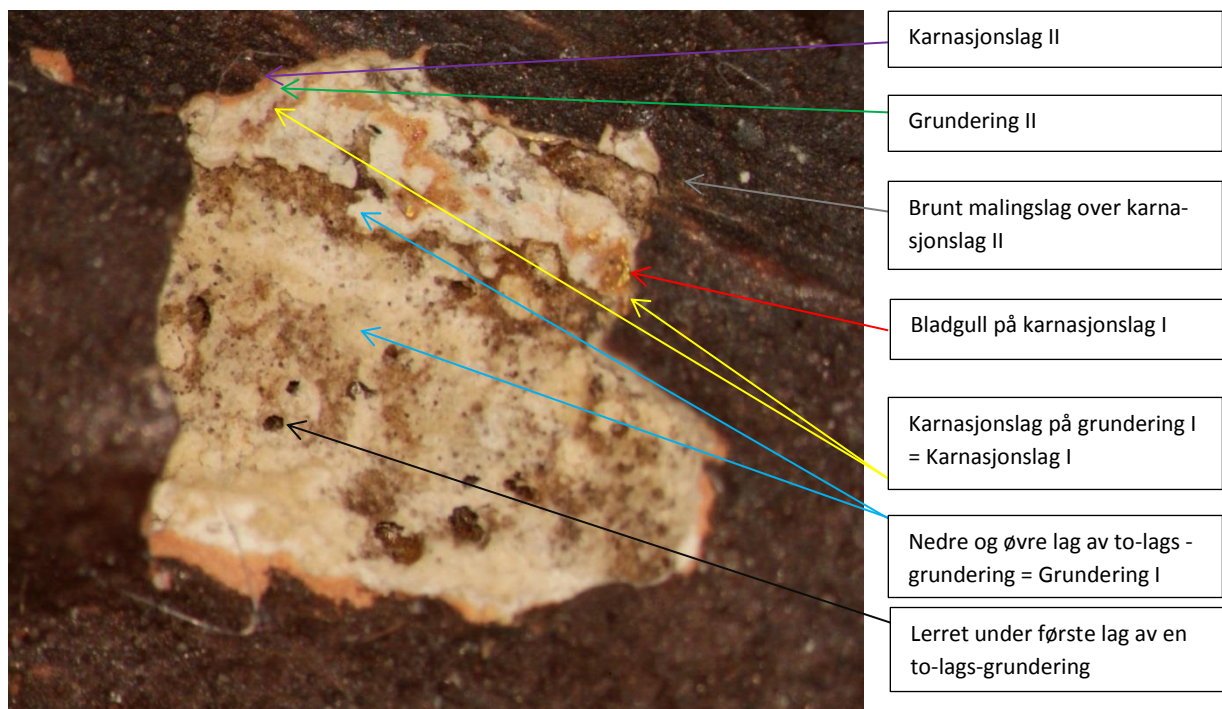 Karnasjonslag II
Grundering II
Brunt malingslag over karna-
sjonslag II
Bladgull på karnasjonslag I
Karnasjonslag på grundering I
= Karnasjonslag I
Nedre og øvre lag av to-lags -
grundering = Grundering I
Lerret under første lag av en
to-lags-grundering